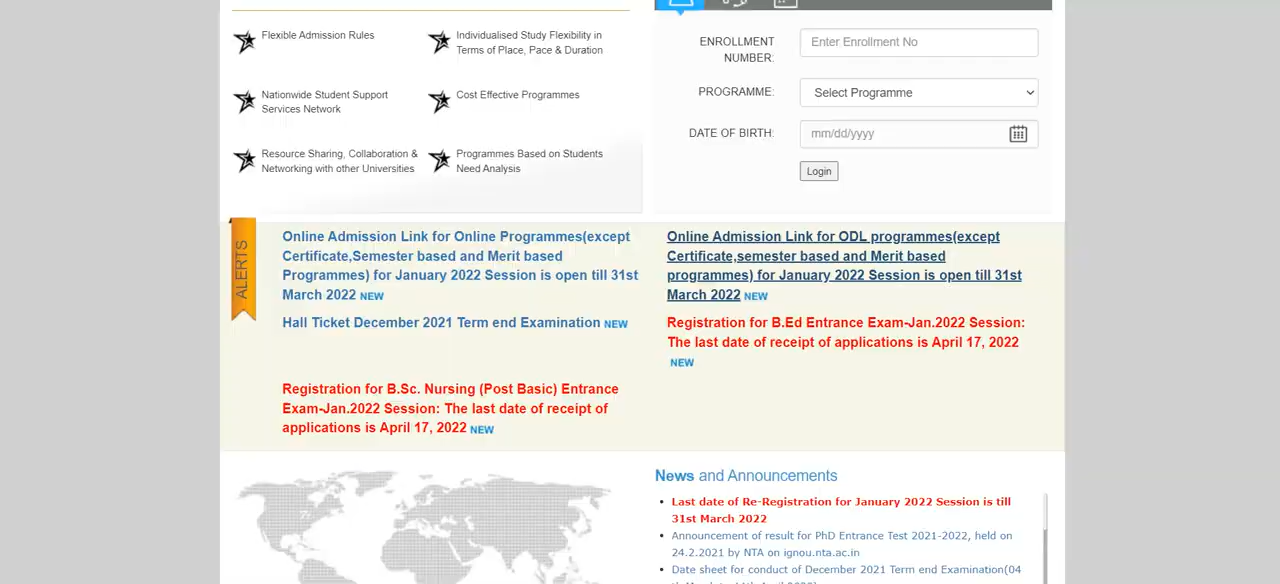 Flexible Admission Rules
Individualised Study Flexibility in
Terms of Place, Pace & Duration
Nationwide Student Support
Services Network
Cost Effective Programmes
Resource Sharing, Collaboration &
Networking with other Universities
Programmes Based on Students
Need Analysis
ENROLLMENT
NUMBER:
Enter Enrollment No
PROGRAMME:
Select Programme
DATE OF BIRTH:
mm/dd/yyyy
Login
ALERTS
Online Admission Link for Online Programmes(except
Certificate,Semester based and Merit based
Programmes) for January 2022 Session is open till 31st
March 2022 NEW
Hall Ticket December 2021 Term end Examination NEW
Registration for B.Sc. Nursing (Post Basic) Entrance
Exam-Jan.2022 Session: The last date of receipt of
applications is April 17, 2022 NEW
Online Admission Link for ODL programmes(except
Certificate,semester based and Merit based
programmes) for January 2022 Session is open till 31st
March 2022 NEW
Registration for B.Ed Entrance Exam-Jan.2022 Session:
The last date of receipt of applications is April 17, 2022
NEW
News and Announcements
Last date of Re-Registration for January 2022 Session is till
31st March 2022
Announcement of result for PhD Entrance Test 2021-2022, held on
24.2.2021 by NTA on ignou.nta.ac.in
Date sheet for conduct of December 2021 Term end Examination(04